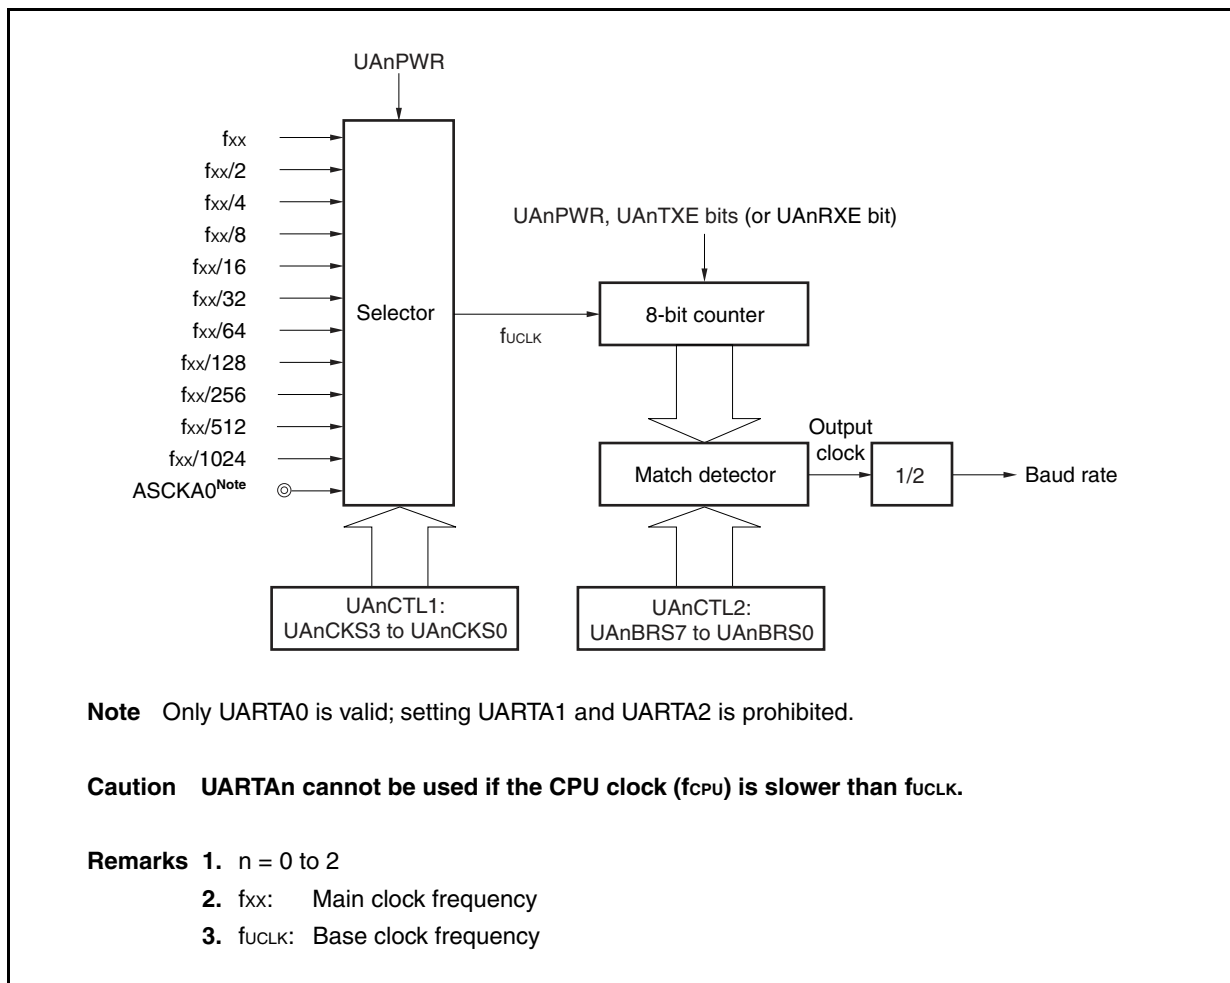 UAnPWR
fxx
fxx/2
fxx/4
fxx/8
fxx/16
fxx/32
fxx/64
fxx/128
fxx/256
fxx/512
fxx/1024
ASCKA0Note
Selector
fUCLK
UAnPWR, UAnTXE bits (or UAnRXE bit)
8-bit counter
Match detector
Output
clock
1/2
Baud rate
UAnCTL1:
UAnCKS3 to UAnCKS0
UAnCTL2:
UAnBRS7 to UAnBRS0
Note Only UARTA0 is valid; setting UARTA1 and UARTA2 is prohibited.
Caution UARTAn cannot be used if the CPU clock (fCPU) is slower than fUCLK.
Remarks 1. n = 0 to 2
2. fxx: Main clock frequency
3. fUCLK: Base clock frequency